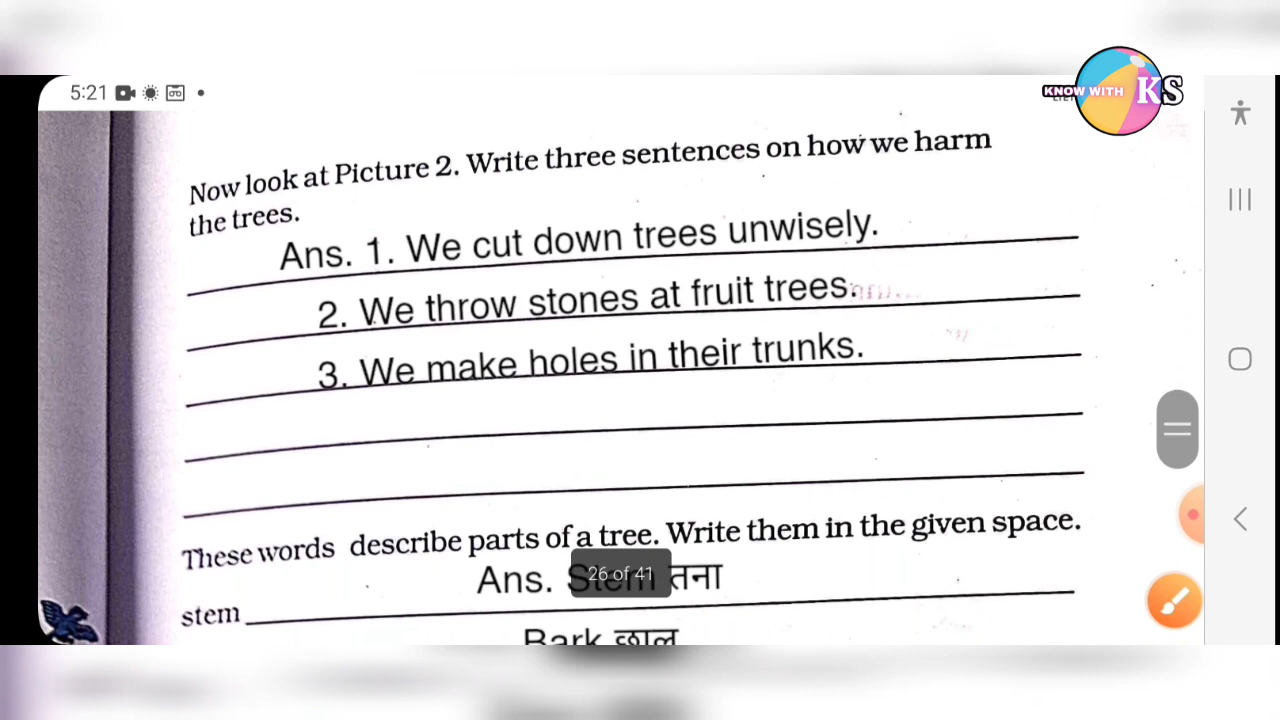 5:21
KNOW WITH KS
Now look at Picture 2. Write three sentences on how we harm
the trees.
Ans. 1. We cut down trees unwisely.
2. We throw stones at fruit trees.
3. We make holes in their trunks.
These words describe parts of a tree. Write them in the given space.
Ans. Stem तना
26 of 41
stem
Bark छाल